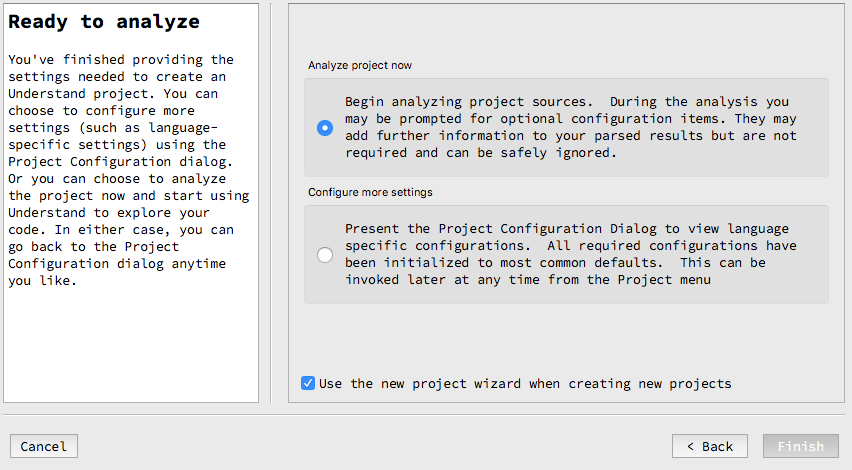 Ready to analyze
You've finished providing the
settings needed to create an
Understand project. You can
choose to configure more
settings (such as language-
specific settings) using the
Project Configuration dialog.
Or you can choose to analyze
the project now and start using
Understand to explore your
code. In either case, you can
go back to the Project
Configuration dialog anytime
you like.
Analyze project now
Begin analyzing project sources.  During the analysis you
may be prompted for optional configuration items. They may
add further information to your parsed results but are not
required and can be safely ignored.
Configure more settings
Present the Project Configuration Dialog to view language
specific configurations.  All required configurations have
been initialized to most common defaults.  This can be
invoked later at any time from the Project menu
Use the new project wizard when creating new projects
Cancel
< Back
Finish